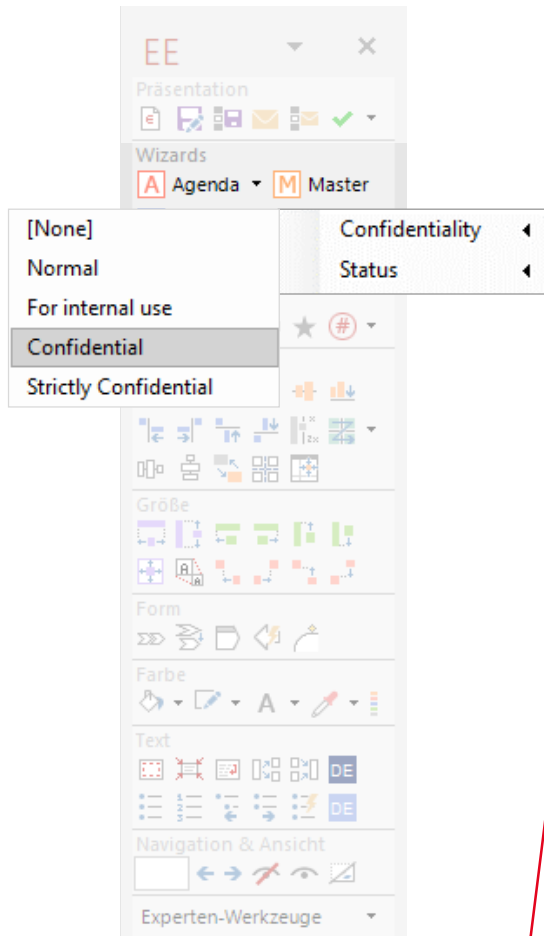 EE
Präsentation
Wizards
A Agenda M Master
[None]
Confidentiality
Normal
Status
For internal use
Confidential
Strictly Confidential
Größe
Form
Farbe
A
Text
DE
DE
Navigation & Ansicht
Experten-Werkzeuge